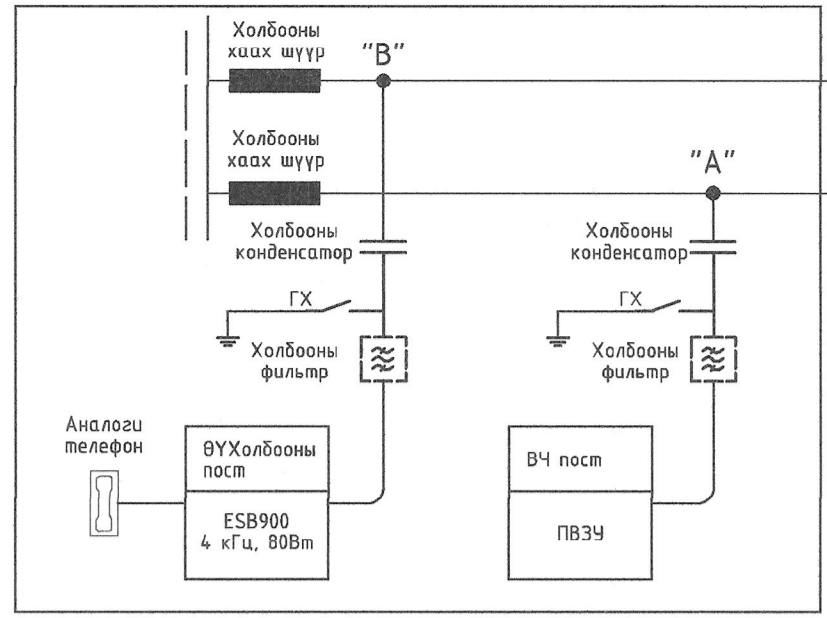 Холбооны
хаах шүүр
"B"
Холбооны
хаах шүүр
"A"
Холбооны
конденсатор
Холбооны
конденсатор
ГХ
ГХ
Холбооны
фильтр
Холбооны
фильтр
Аналоги
телефон
ӨҮХолбооны
пост
ВЧ пост
ESB900
4 кГц, 80Вт
ПВЗУ